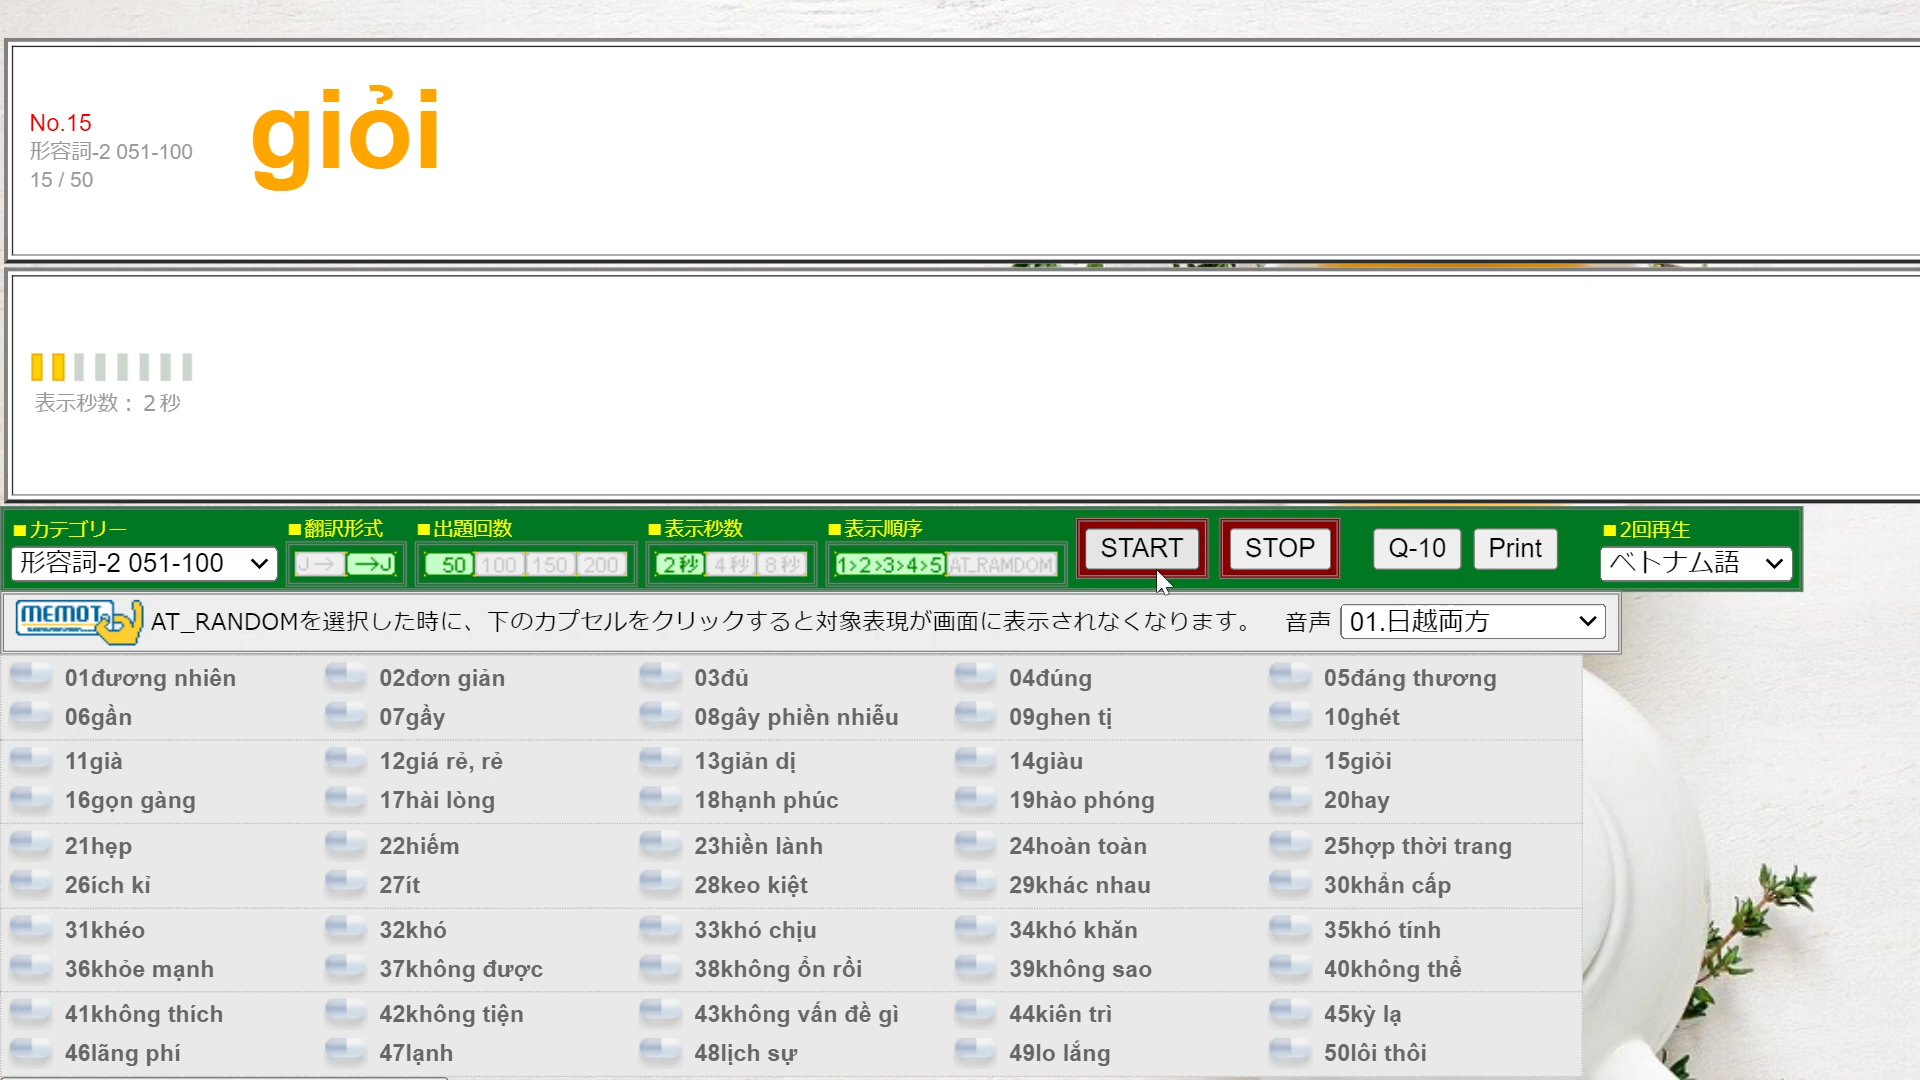 No.15
形容詞-2 051-100
15 / 50
giỏi
表示秒数：２秒
■カテゴリー ■翻訳形式 ■出題回数 ■表示秒数 ■表示順序 ■2回再生
形容詞-2 051-100 J→ →J 50 100 150 200 2秒 4秒 8秒 1>2>3>4>5 AT_RAMDOM START STOP Q-10 Print ベトナム語
MEMOT AT_RANDOMを選択した時に、下のカプセルをクリックすると対象表現が画面に表示されなくなります。 音声 01.日越両方
01đương nhiên 02đơn giản 03đủ 04đúng 05đáng thương
06gần 07gầy 08gây phiền nhiễu 09ghen tị 10ghét
11già 12giá rẻ, rẻ 13giản dị 14giàu 15giỏi
16gọn gàng 17hài lòng 18hạnh phúc 19hào phóng 20hay
21hẹp 22hiếm 23hiền lành 24hoàn toàn 25hợp thời trang
26ích kỉ 27ít 28keo kiệt 29khác nhau 30khẩn cấp
31khéo 32khó 33khó chịu 34khó khăn 35khó tính
36khỏe mạnh 37không được 38không ổn rồi 39không sao 40không thể
41không thích 42không tiện 43không vấn đề gì 44kiên trì 45kỳ lạ
46lãng phí 47lạnh 48lịch sự 49lo lắng 50lôi thôi